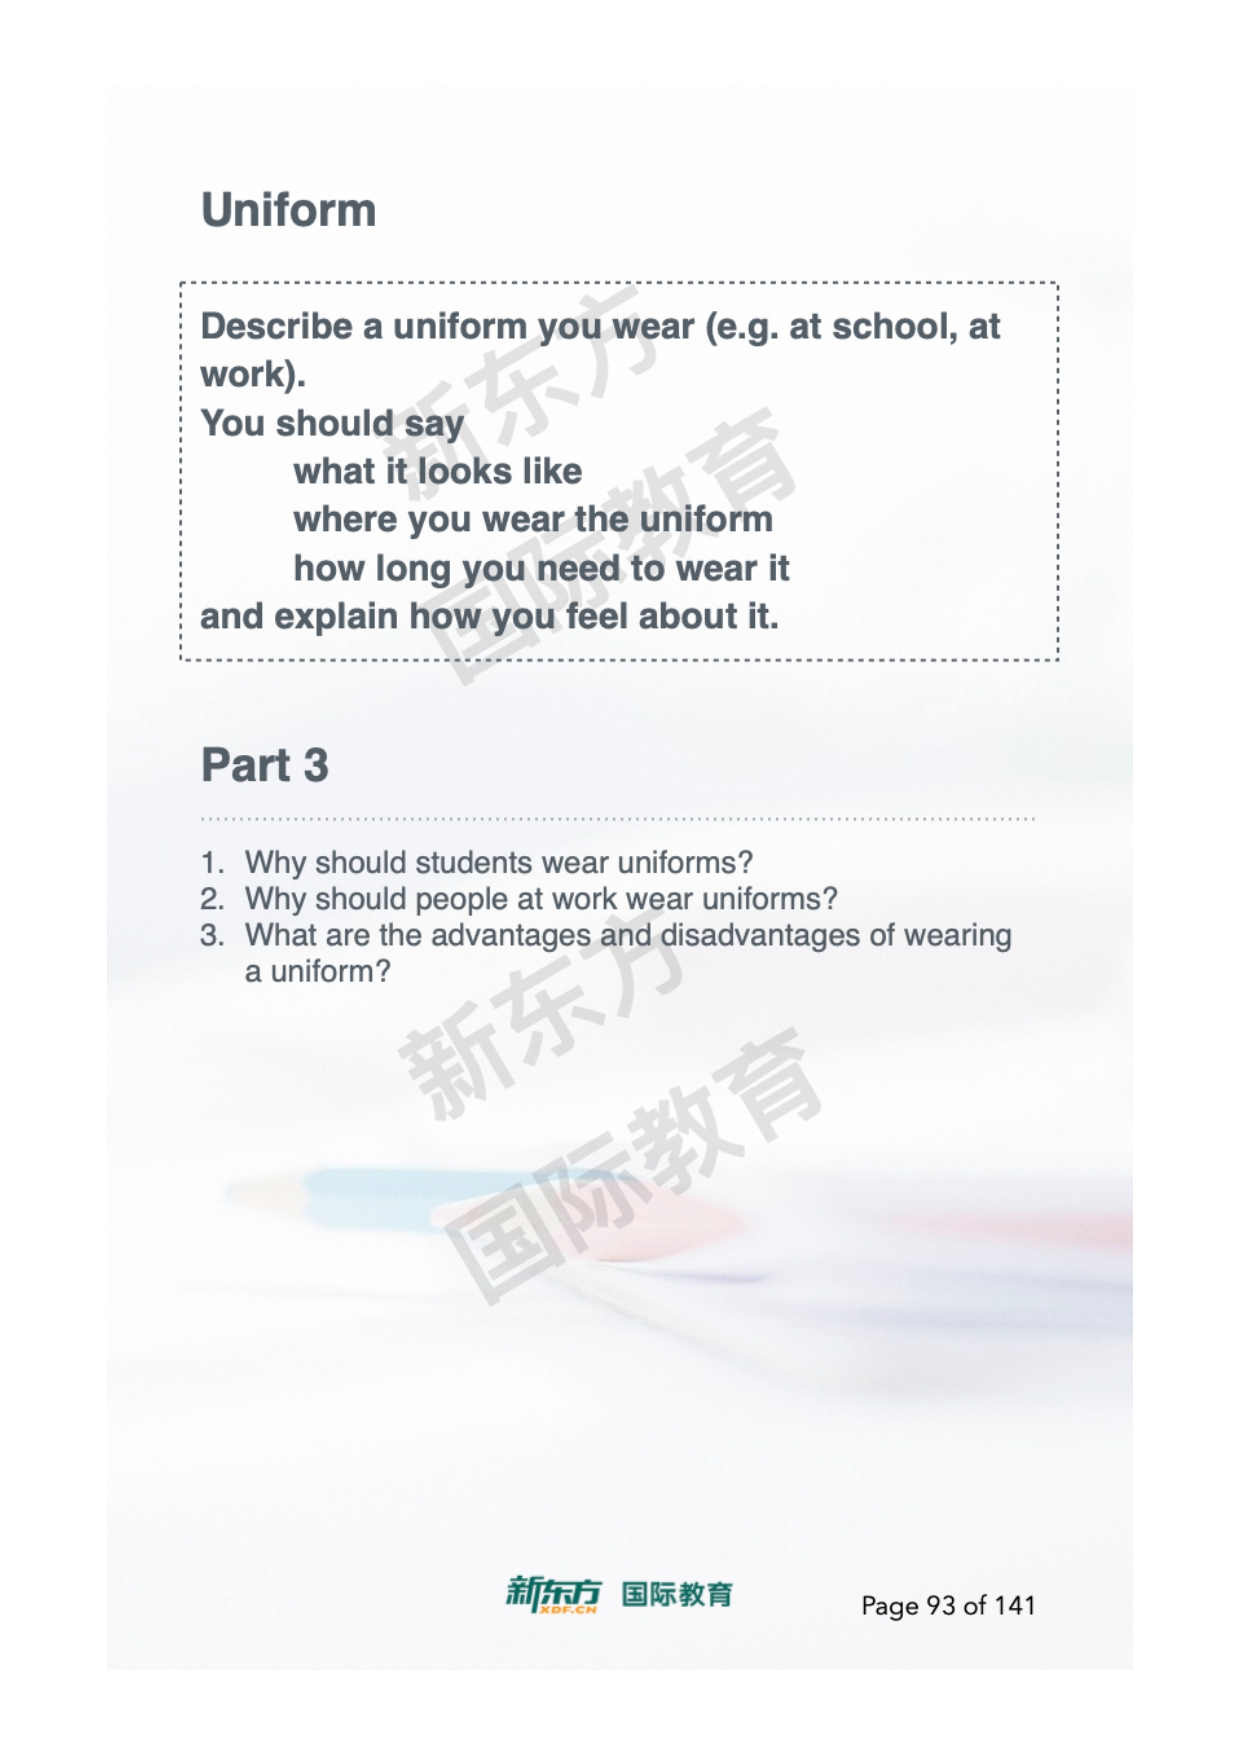 Uniform
Describe a uniform you wear (e.g. at school, at
work).
You should say
what it looks like
where you wear the uniform
how long you need to wear it
and explain how you feel about it.
新东方
国际教育
Part 3
1. Why should students wear uniforms?
2. Why should people at work wear uniforms?
3. What are the advantages and disadvantages of wearing
a uniform?
新东方
国际教育
新东方 国际教育
XDF.CN
Page 93 of 141